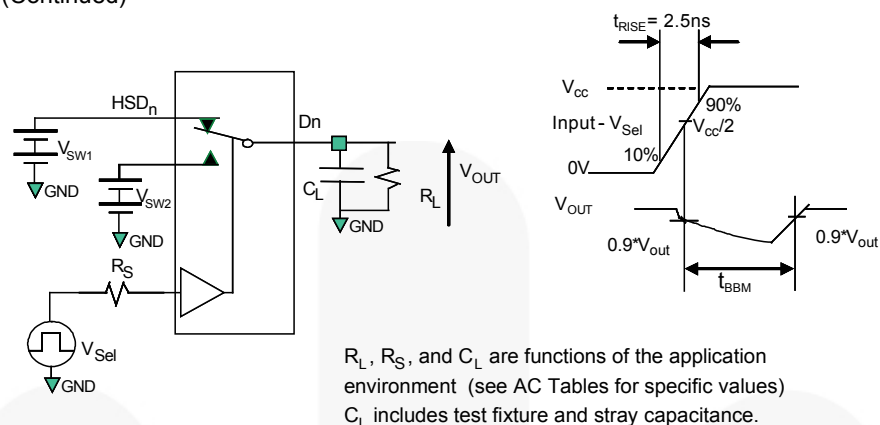 (Continued)
tRISE= 2.5ns
Vcc
90%
Input - VSel
Vcc/2
10%
0V
VOUT
0.9*Vout
0.9*Vout
tBBM
HSDn
Dn
VSW1
GND
VSW2
GND
CL
RL
VOUT
GND
RS
VSel
GND
RL, RS, and CL are functions of the application
environment (see AC Tables for specific values)
CL includes test fixture and stray capacitance.